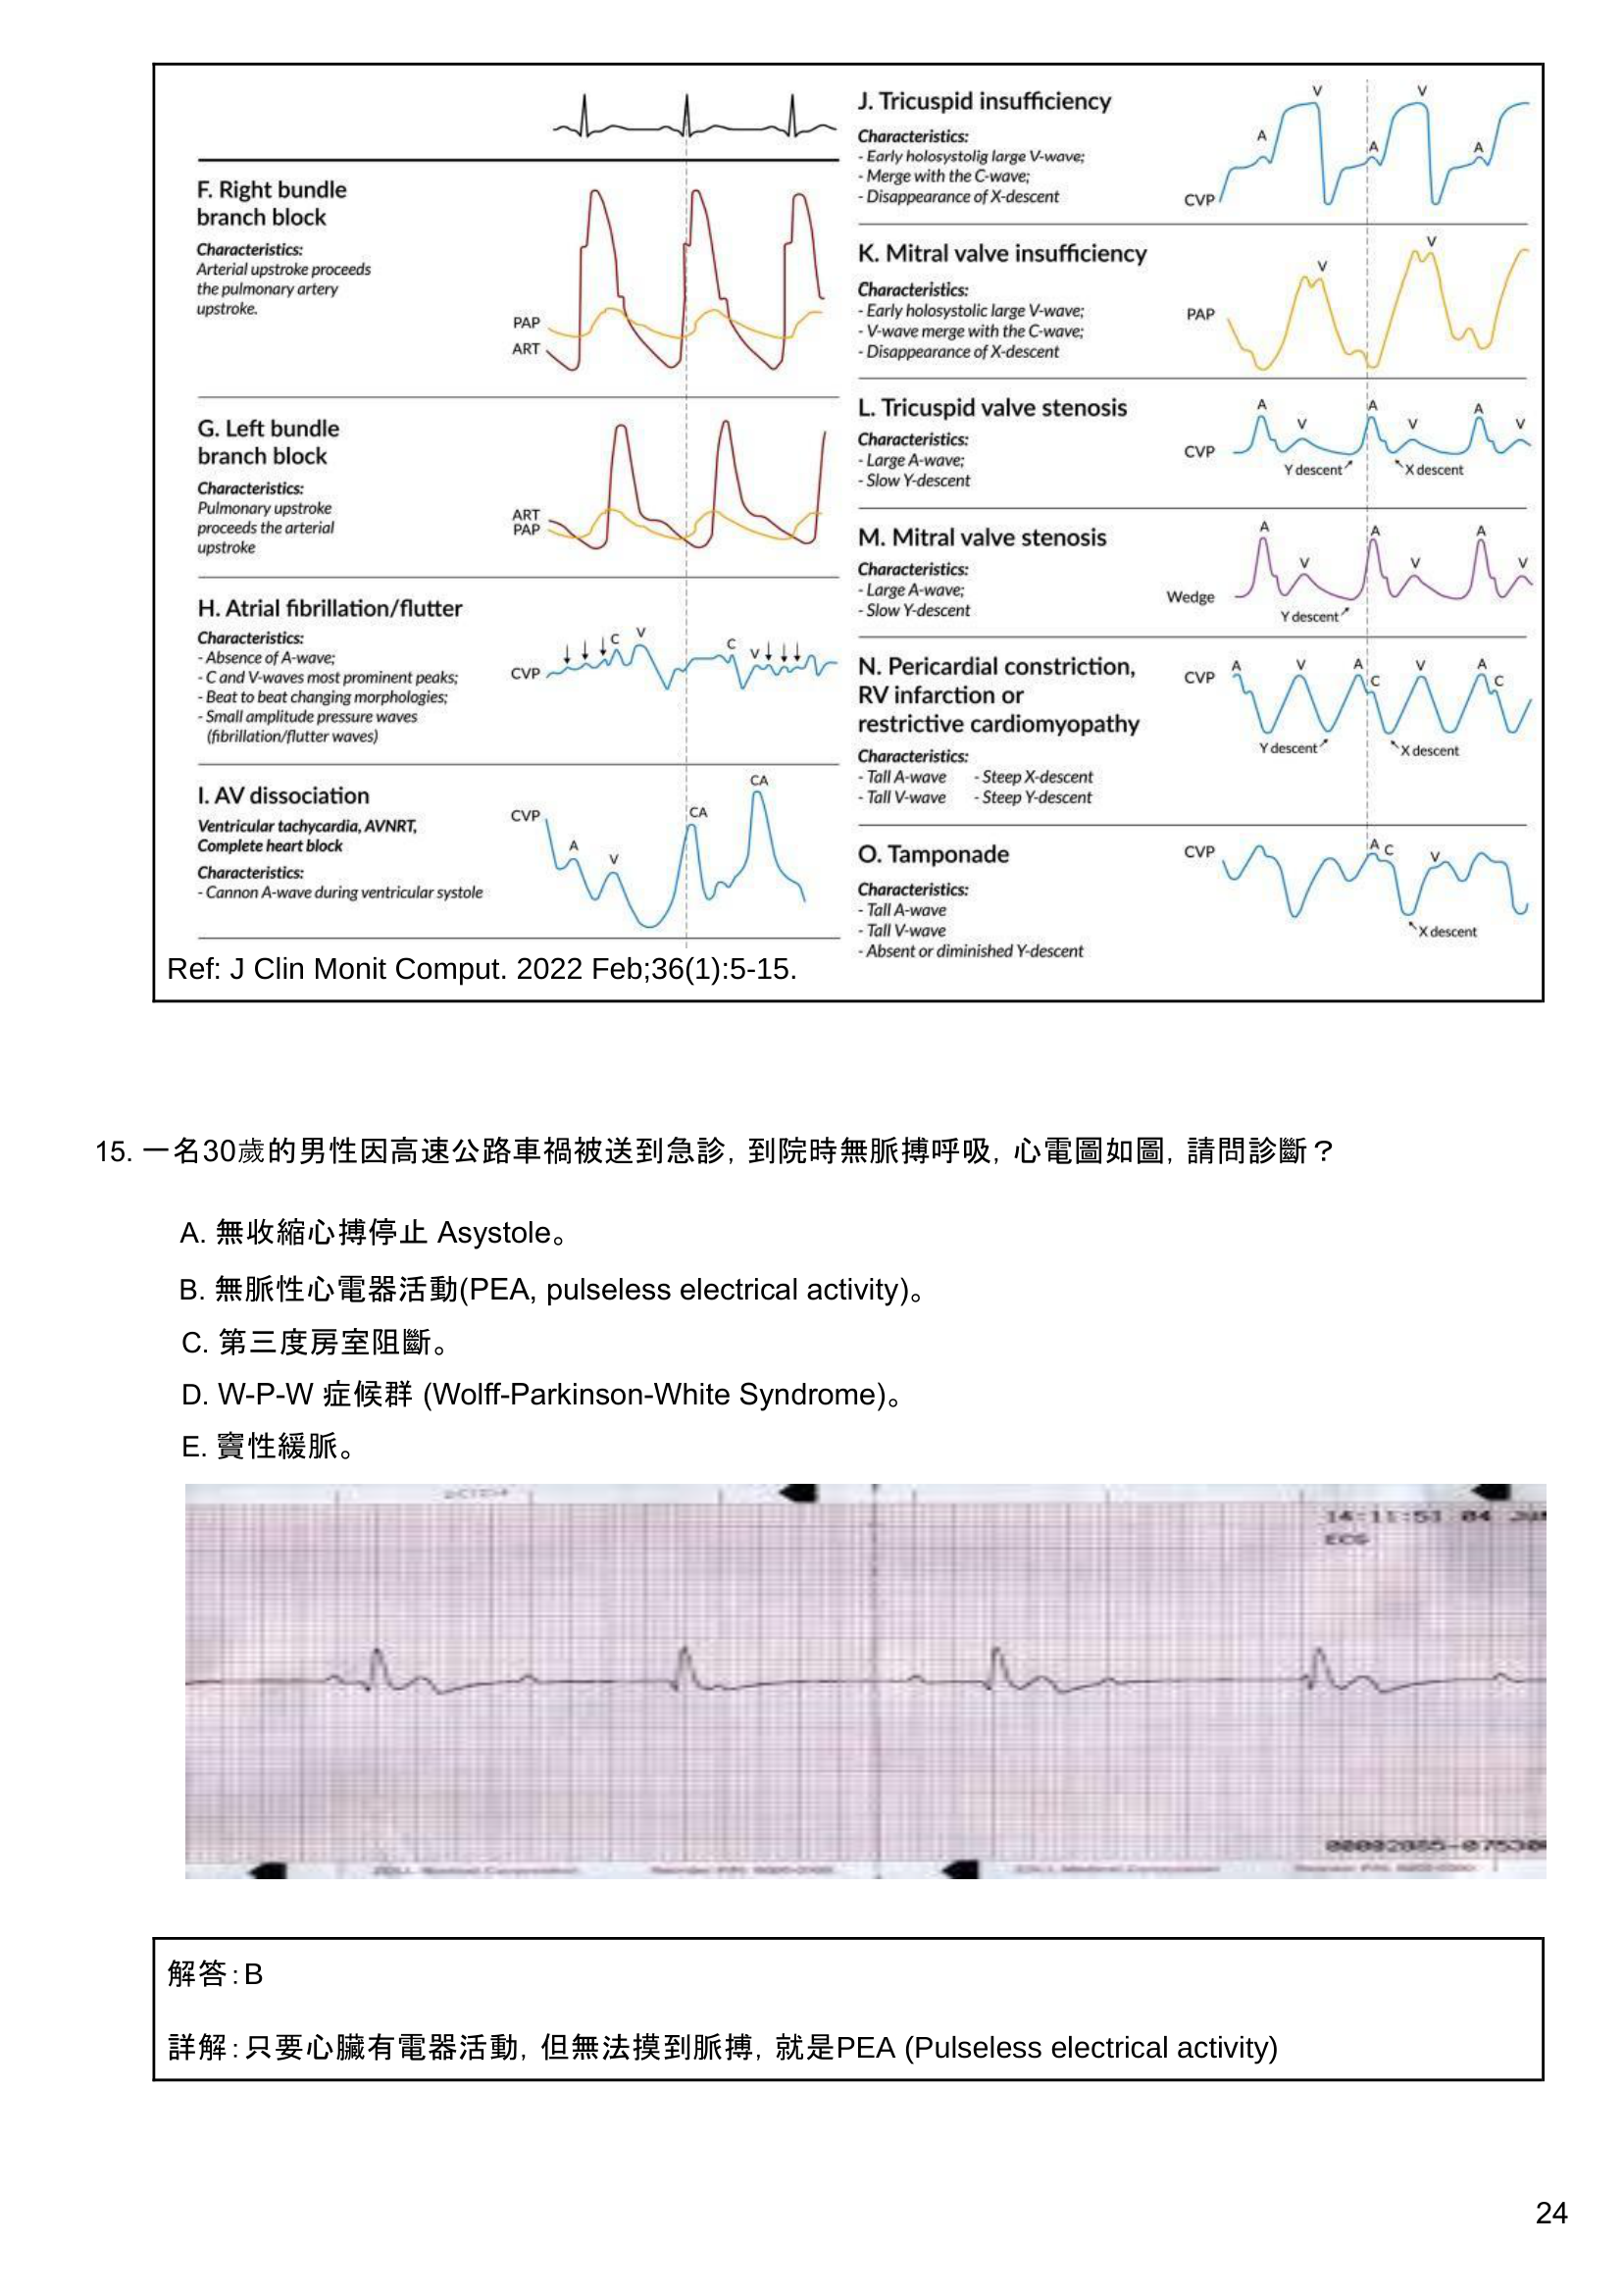 F. Right bundle
branch block
Characteristics:
Arterial upstroke proceeds
the pulmonary artery
upstroke.
PAP
ART
G. Left bundle
branch block
Characteristics:
Pulmonary upstroke
proceeds the arterial
upstroke
ART
PAP
H. Atrial fibrillation/flutter
Characteristics:
- Absence of A-wave;
- C and V-waves most prominent peaks;
- Beat to beat changing morphologies;
- Small amplitude pressure waves
(fibrillation/flutter waves)
CVP
C V
C V
I. AV dissociation
Ventricular tachycardia, AVNRT,
Complete heart block
Characteristics:
- Cannon A-wave during ventricular systole
CVP
A V CA CA
J. Tricuspid insufficiency
Characteristics:
- Early holosystolig large V-wave;
- Merge with the C-wave;
- Disappearance of X-descent
CVP
A V A V A
K. Mitral valve insufficiency
Characteristics:
- Early holosystolic large V-wave;
- V-wave merge with the C-wave;
- Disappearance of X-descent
PAP
V V
L. Tricuspid valve stenosis
Characteristics:
- Large A-wave;
- Slow Y-descent
CVP
A V A V A V
Y descent X descent
M. Mitral valve stenosis
Characteristics:
- Large A-wave;
- Slow Y-descent
Wedge
A V A V A V
Y descent
N. Pericardial constriction,
RV infarction or
restrictive cardiomyopathy
Characteristics:
- Tall A-wave - Steep X-descent
- Tall V-wave - Steep Y-descent
CVP
A V A C V A C
Y descent X descent
O. Tamponade
Characteristics:
- Tall A-wave
- Tall V-wave
- Absent or diminished Y-descent
CVP
A C V
X descent
Ref: J Clin Monit Comput. 2022 Feb;36(1):5-15.
15. 一名30歲的男性因高速公路車禍被送到急診, 到院時無脈搏呼吸, 心電圖如圖, 請問診斷？
A. 無收縮心搏停止 Asystole。
B. 無脈性心電器活動(PEA, pulseless electrical activity)。
C. 第三度房室阻斷。
D. W-P-W 症候群 (Wolff-Parkinson-White Syndrome)。
E. 竇性緩脈。
14:11:51 04
ECG
解答：B
詳解：只要心臟有電器活動, 但無法摸到脈搏, 就是PEA (Pulseless electrical activity)
24